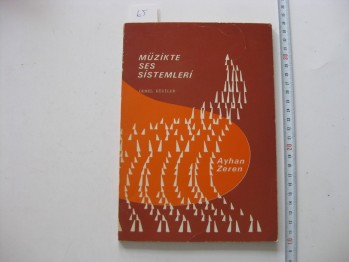 65
MÜZİKTE
SES
SİSTEMLERİ
Ayhan
Zeren